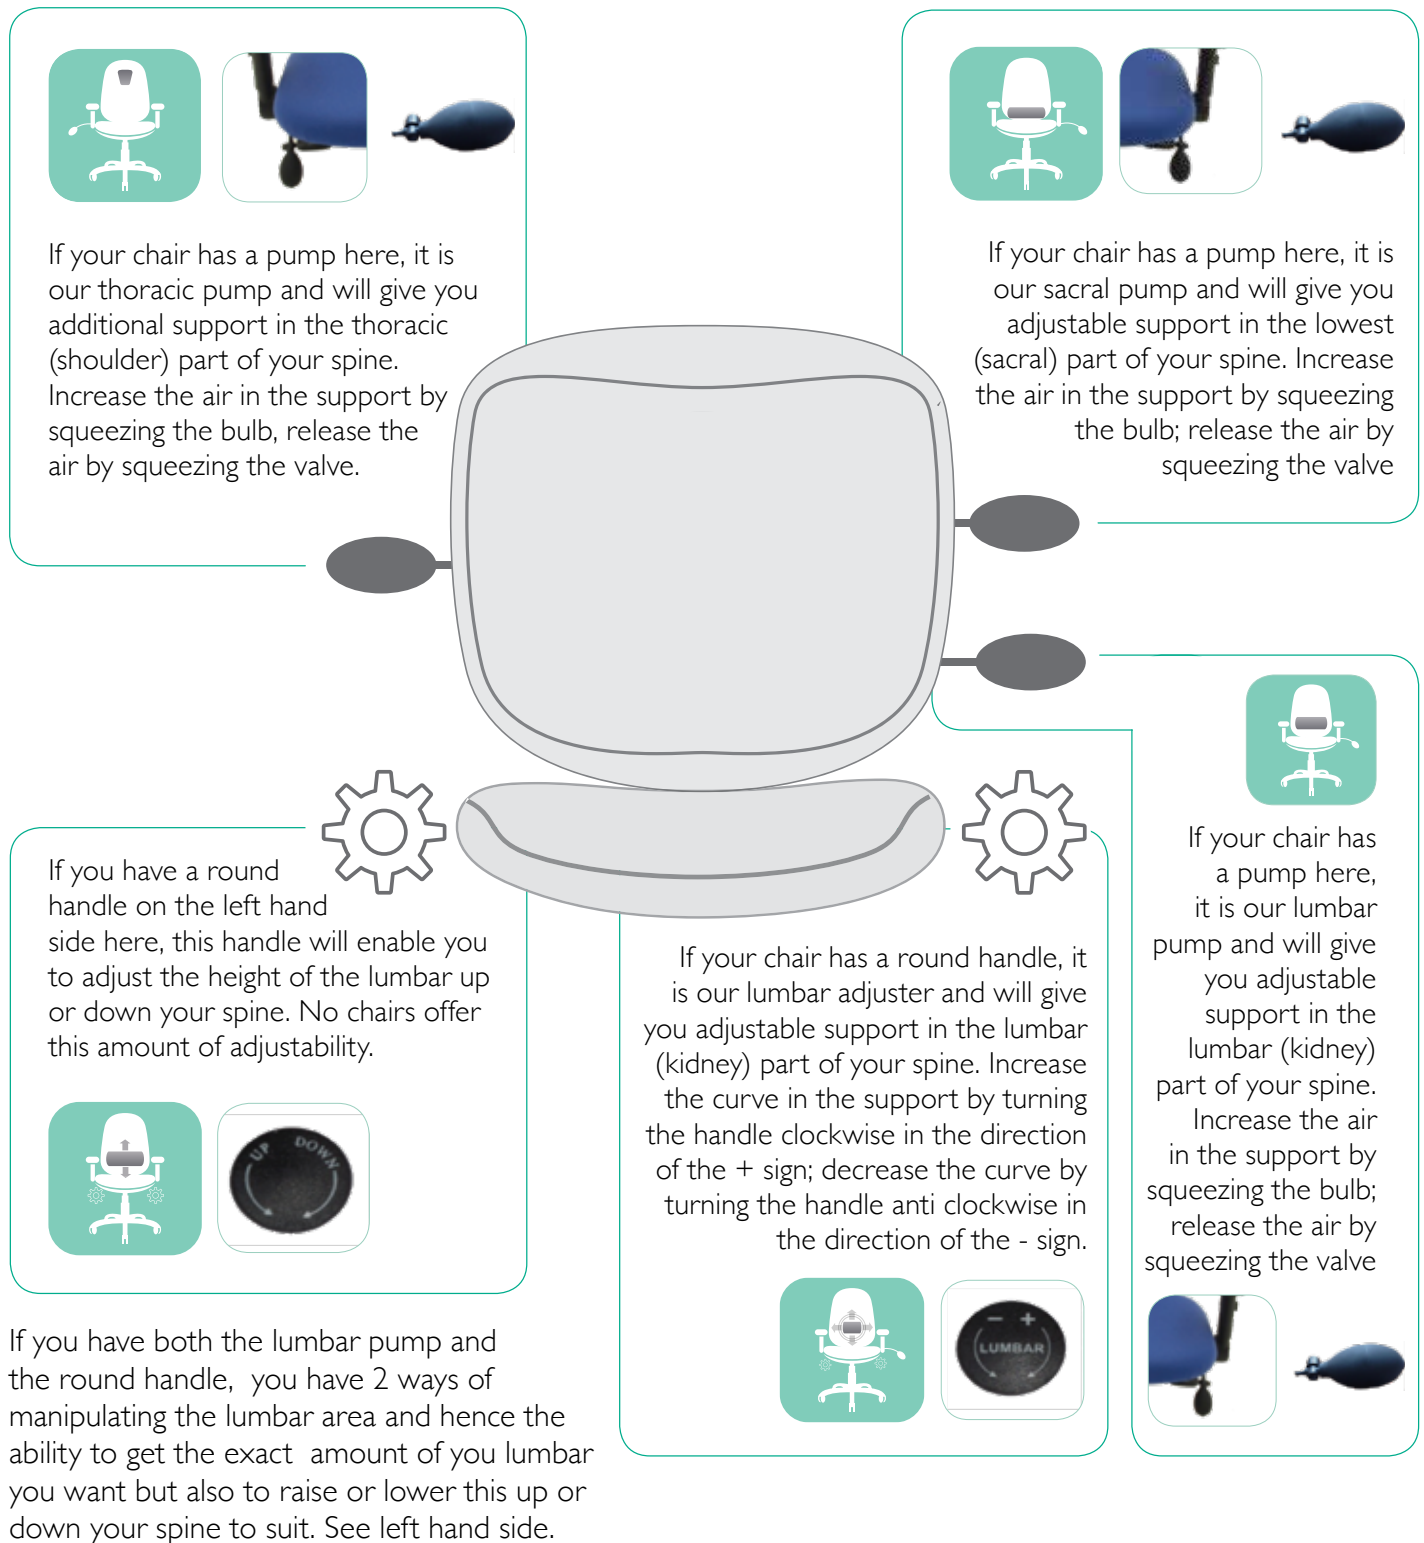 If your chair has a pump here, it is
our thoracic pump and will give you
additional support in the thoracic
(shoulder) part of your spine.
Increase the air in the support by
squeezing the bulb, release the
air by squeezing the valve.
If your chair has a pump here, it is
our sacral pump and will give you
adjustable support in the lowest
(sacral) part of your spine. Increase
the air in the support by squeezing
the bulb; release the air by
squeezing the valve
If you have a round
handle on the left hand
side here, this handle will enable you
to adjust the height of the lumbar up
or down your spine. No chairs offer
this amount of adjustability.
UP DOWN
If your chair has a round handle, it
is our lumbar adjuster and will give
you adjustable support in the lumbar
(kidney) part of your spine. Increase
the curve in the support by turning
the handle clockwise in the direction
of the + sign; decrease the curve by
turning the handle anti clockwise in
the direction of the - sign.
- +
LUMBAR
If your chair has
a pump here,
it is our lumbar
pump and will give
you adjustable
support in the
lumbar (kidney)
part of your spine.
Increase the air
in the support by
squeezing the bulb;
release the air by
squeezing the valve
If you have both the lumbar pump and
the round handle, you have 2 ways of
manipulating the lumbar area and hence the
ability to get the exact amount of you lumbar
you want but also to raise or lower this up or
down your spine to suit. See left hand side.